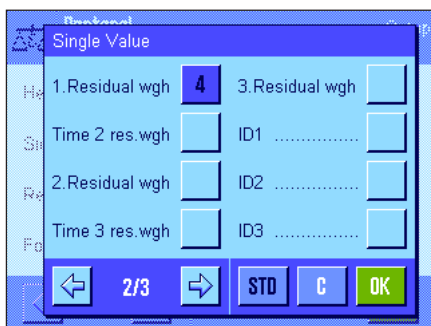 Single Value
1.Residual wgh 4 3.Residual wgh
Time 2 res.wgh ID1 ...............
2.Residual wgh ID2 ...............
Time 3 res.wgh ID3 ...............
2/3 STD C OK